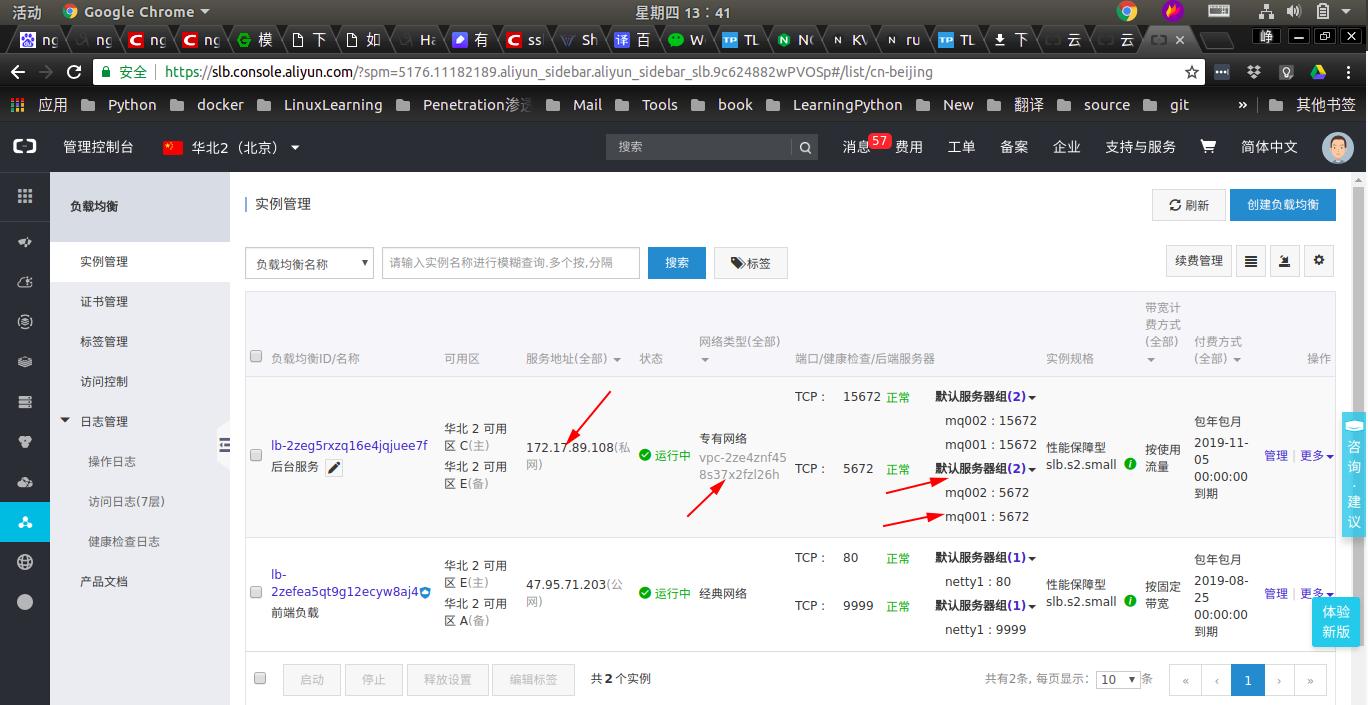 活动 Google Chrome 星期四 13：41
ng ng ng ng 模 下 如 Ha 有 ssl Sh 百 W TL NG KV ru TL 下 云 云 峥
安全 https://slb.console.aliyun.com/?spm=5176.11182189.aliyun_sidebar.aliyun_sidebar_slb.9c624882wPVOSp#/list/cn-beijing
应用 Python docker LinuxLearning Penetration渗透 Mail Tools book LearningPython New 翻译 source git » 其他书签
管理控制台 华北2（北京） 搜索 消息 57 费用 工单 备案 企业 支持与服务 简体中文
负载均衡
实例管理
证书管理
标签管理
访问控制
日志管理
操作日志
访问日志(7层)
健康检查日志
产品文档
实例管理 刷新 创建负载均衡
负载均衡名称 请输入实例名称进行模糊查询,多个按,分隔 搜索 标签 续费管理
负载均衡ID/名称 可用区 服务地址(全部) 状态 网络类型(全部) 端口/健康检查/后端服务器 实例规格 带宽计费方式(全部) 付费方式(全部) 操作
lb-2zeg5rxzq16e4jqjuee7f
后台服务
华北 2 可用
区 C(主)
华北 2 可用
区 E(备)
172.17.89.108(私
网)
运行中
专有网络
vpc-2ze4znf45
8s37x2fzl26h
TCP： 15672 正常 默认服务器组(2)
mq002 : 15672
mq001 : 15672
TCP： 5672 正常 默认服务器组(2)
mq002 : 5672
mq001 : 5672
性能保障型
slb.s2.small
按使用
流量
包年包月
2019-11-
05
00:00:00
到期
管理 | 更多
lb-
2zefea5qt9g12ecyw8aj4
前端负载
华北 2 可用
区 E(主)
华北 2 可用
区 A(备)
47.95.71.203(公
网)
运行中
经典网络
TCP： 80 正常 默认服务器组(1)
netty1 : 80
TCP： 9999 正常 默认服务器组(1)
netty1 : 9999
性能保障型
slb.s2.small
按固定
带宽
包年包月
2019-08-
25
00:00:00
到期
管理 | 更多
启动 停止 释放设置 编辑标签 共2个实例 共有2条, 每页显示： 10 条 « ‹ 1 › »
咨询·建议
体验
新版